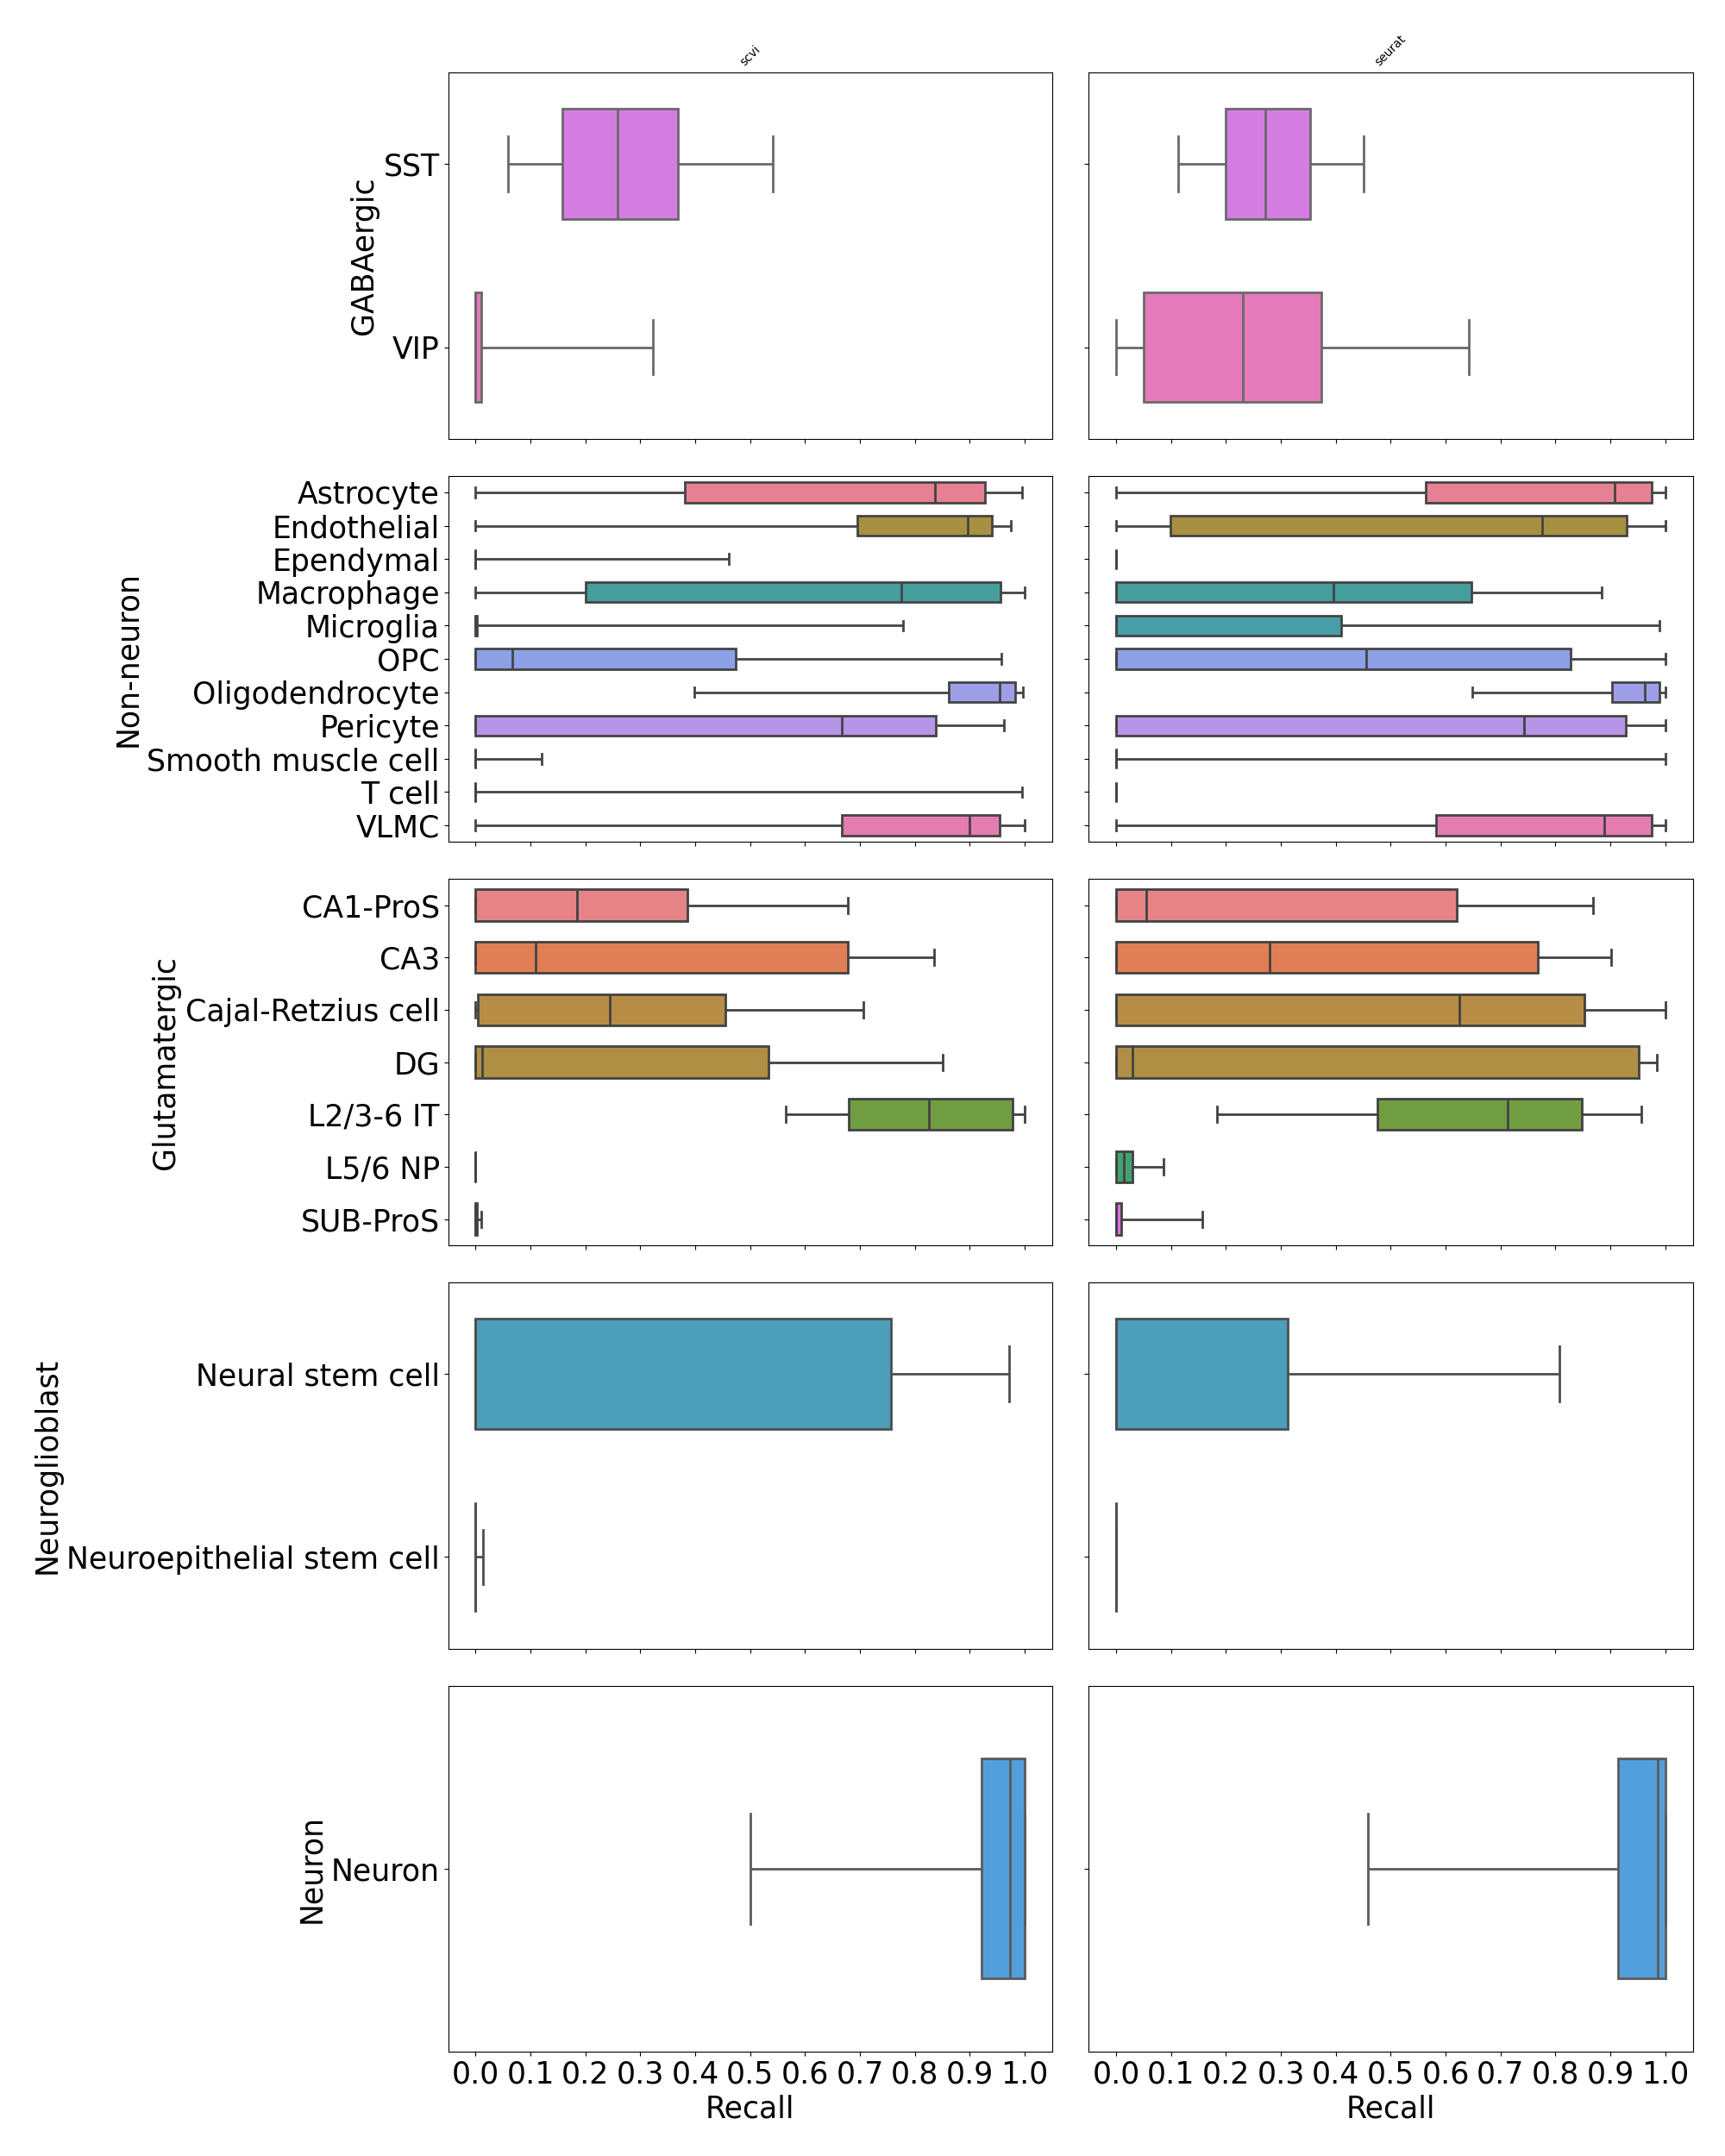 scvi
seurat
GABAergic
SST
VIP
Non-neuron
Astrocyte
Endothelial
Ependymal
Macrophage
Microglia
OPC
Oligodendrocyte
Pericyte
Smooth muscle cell
T cell
VLMC
Glutamatergic
CA1-ProS
CA3
Cajal-Retzius cell
DG
L2/3-6 IT
L5/6 NP
SUB-ProS
Neuroglioblast
Neural stem cell
Neuroepithelial stem cell
Neuron
Neuron
0.0 0.1 0.2 0.3 0.4 0.5 0.6 0.7 0.8 0.9 1.0
0.0 0.1 0.2 0.3 0.4 0.5 0.6 0.7 0.8 0.9 1.0
Recall
Recall